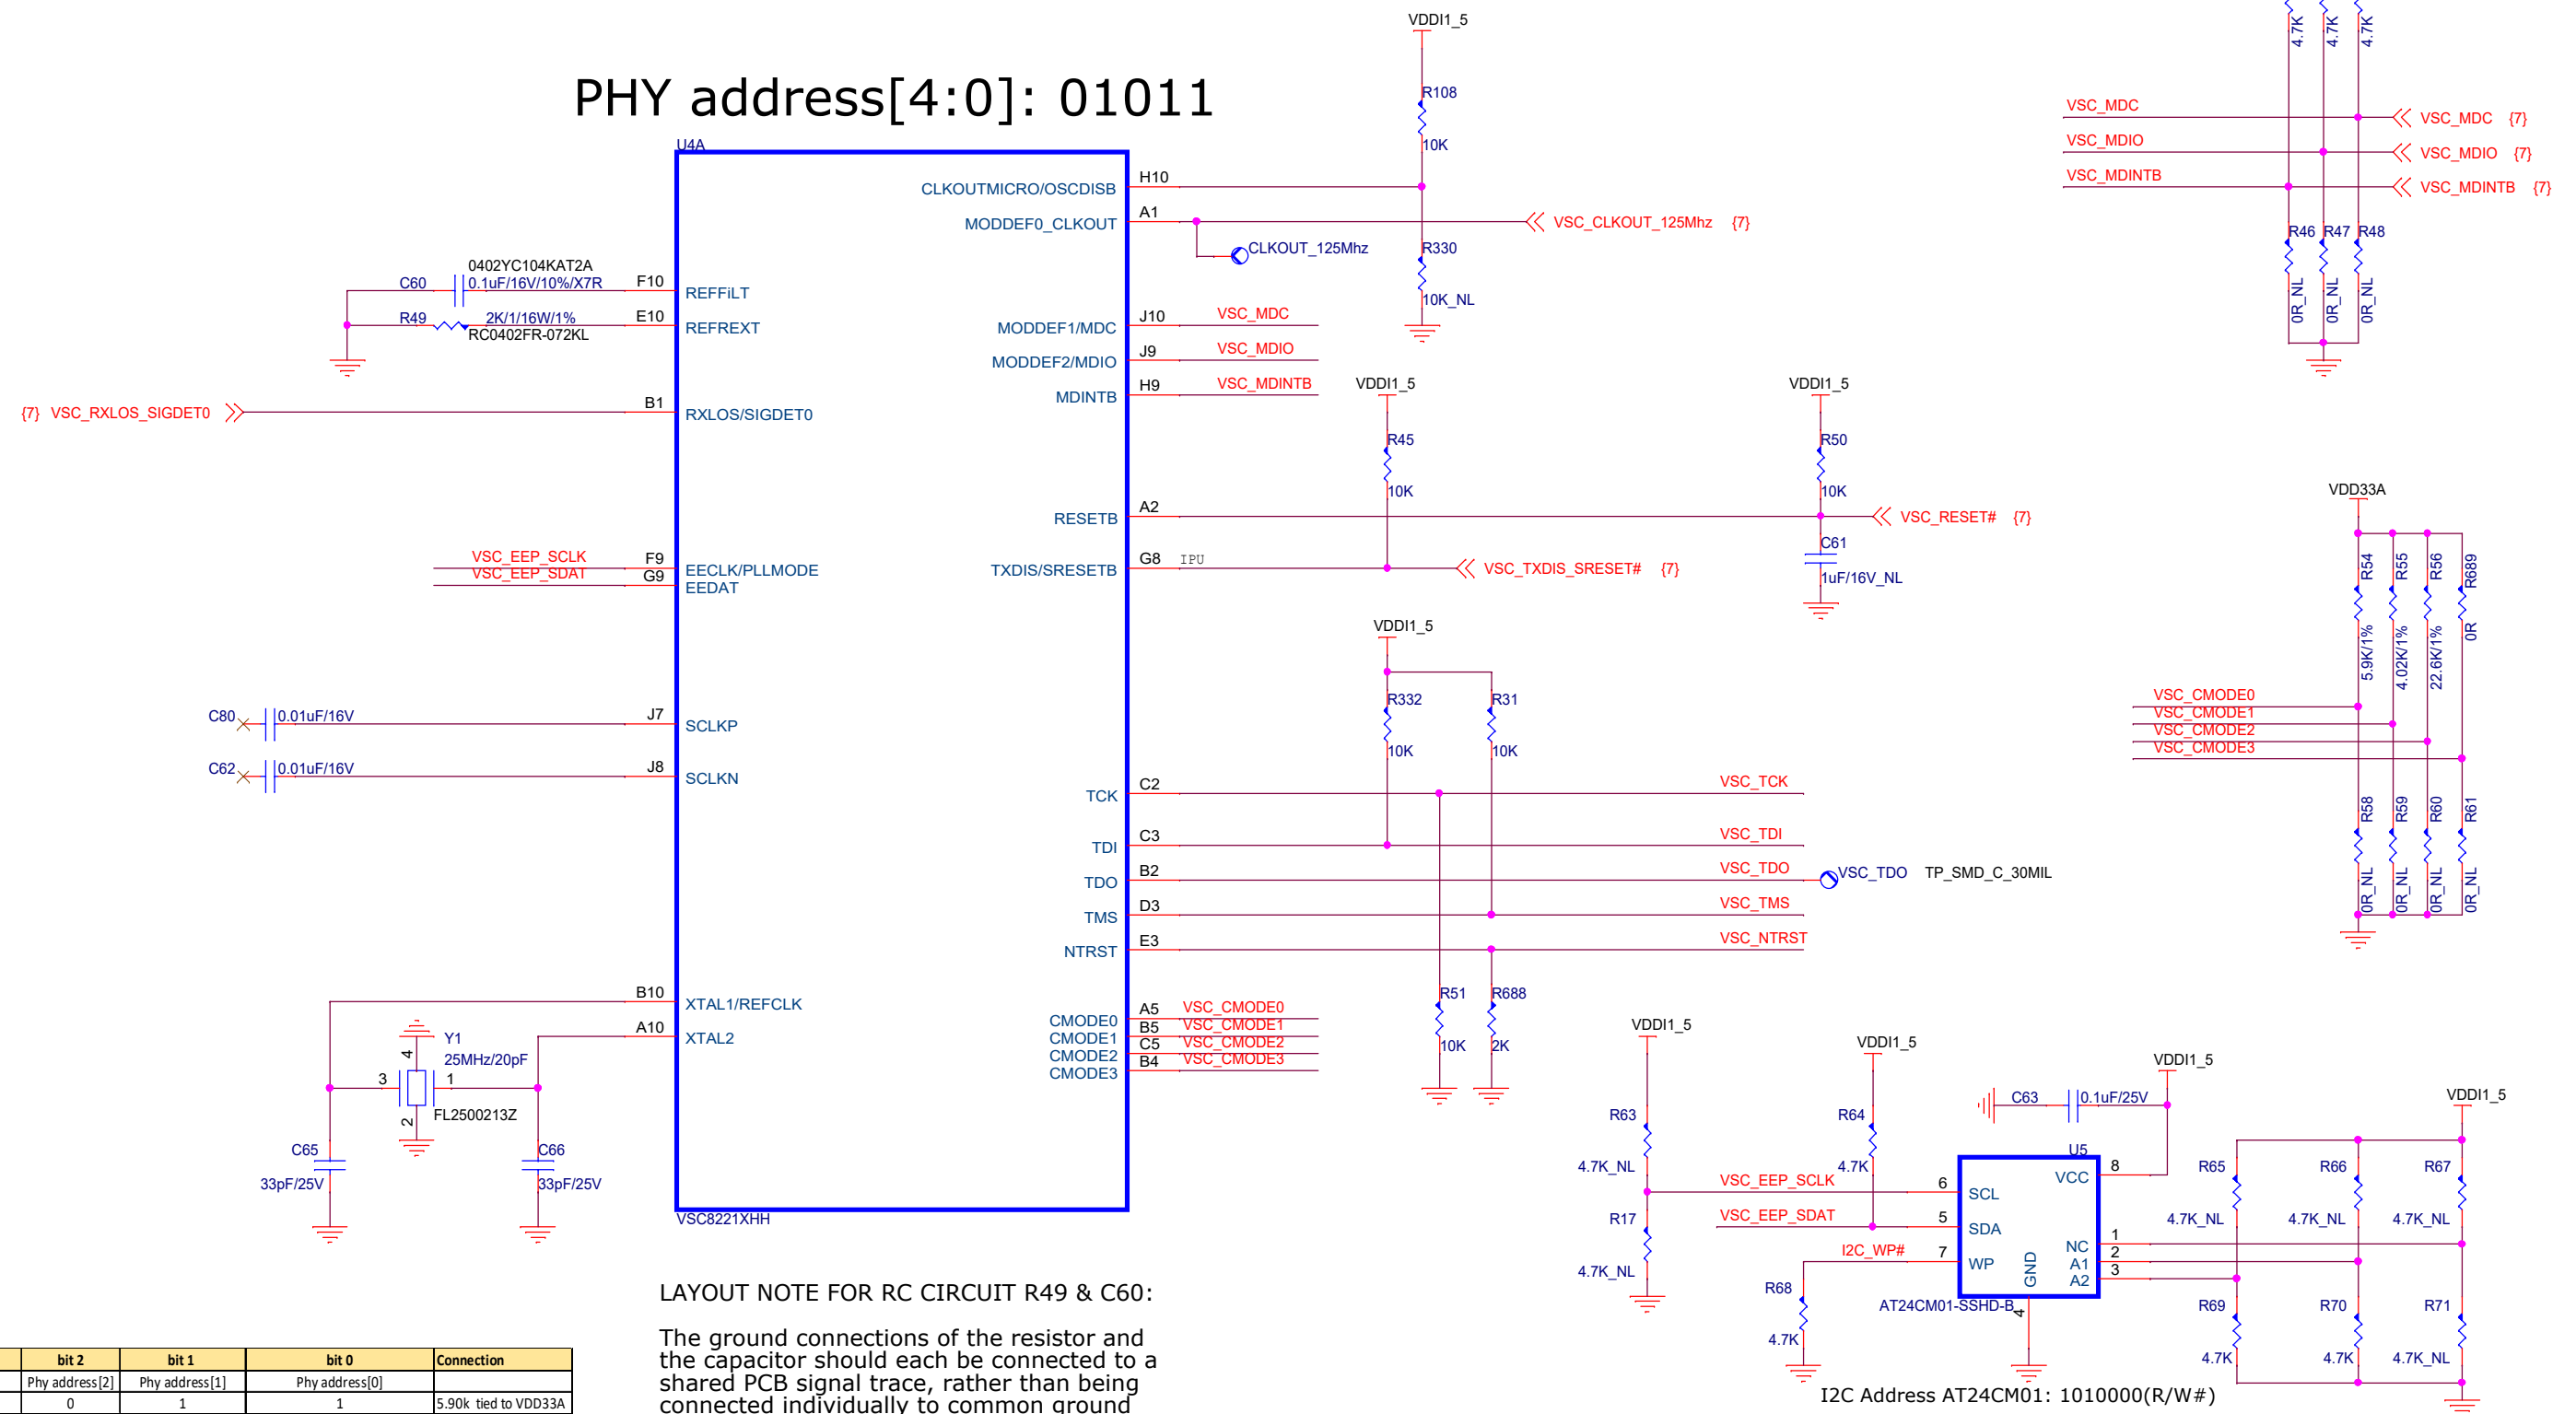 PHY address[4:0]: 01011
U4A
VSC8221XHH
CLKOUTMICRO/OSCDISB
H10
MODDEF0_CLKOUT
A1
VSC_CLKOUT_125Mhz {7}
CLKOUT_125Mhz
VDDI1_5
R108
10K
R330
10K_NL
C60
0402YC104KAT2A
0.1uF/16V/10%/X7R
F10
REFFiLT
R49
2K/1/16W/1%
RC0402FR-072KL
E10
REFREXT
MODDEF1/MDC
J10
VSC_MDC
MODDEF2/MDIO
J9
VSC_MDIO
MDINTB
H9
VSC_MDINTB
{7} VSC_RXLOS_SIGDET0
B1
RXLOS/SIGDET0
VDDI1_5
R45
10K
VDDI1_5
R50
10K
RESETB
A2
VSC_RESET# {7}
C61
1uF/16V_NL
VSC_EEP_SCLK
F9
EECLK/PLLMODE
VSC_EEP_SDAT
G9
EEDAT
TXDIS/SRESETB
G8
IPU
VSC_TXDIS_SRESET# {7}
VDDI1_5
R332
10K
R31
10K
C80
0.01uF/16V
J7
SCLKP
C62
0.01uF/16V
J8
SCLKN
TCK
C2
VSC_TCK
TDI
C3
VSC_TDI
TDO
B2
VSC_TDO
VSC_TDO TP_SMD_C_30MIL
TMS
D3
VSC_TMS
NTRST
E3
VSC_NTRST
R51
10K
R688
2K
B10
XTAL1/REFCLK
A10
XTAL2
Y1
25MHz/20pF
4
3
1
2
FL2500213Z
C65
33pF/25V
C66
33pF/25V
CMODE0
A5
VSC_CMODE0
CMODE1
B5
VSC_CMODE1
CMODE2
C5
VSC_CMODE2
CMODE3
B4
VSC_CMODE3
4.7K
4.7K
4.7K
VSC_MDC
VSC_MDC {7}
VSC_MDIO
VSC_MDIO {7}
VSC_MDINTB
VSC_MDINTB {7}
R46
R47
R48
0R_NL
0R_NL
0R_NL
VDD33A
R54
R55
R56
R689
5.9K/1%
4.02K/1%
22.6K/1%
0R
VSC_CMODE0
VSC_CMODE1
VSC_CMODE2
VSC_CMODE3
R58
R59
R60
R61
0R_NL
0R_NL
0R_NL
0R_NL
VDDI1_5
R63
4.7K_NL
VDDI1_5
R64
4.7K
VDDI1_5
C63
0.1uF/25V
VDDI1_5
VSC_EEP_SCLK
6
SCL
VSC_EEP_SDAT
5
SDA
I2C_WP#
7
WP
U5
VCC
8
NC
1
A1
2
A2
3
GND
4
AT24CM01-SSHD-B
R17
4.7K_NL
R68
4.7K
R65
4.7K_NL
R66
4.7K_NL
R67
4.7K_NL
R69
4.7K
R70
4.7K
R71
4.7K_NL
I2C Address AT24CM01: 1010000(R/W#)
LAYOUT NOTE FOR RC CIRCUIT R49 & C60:
The ground connections of the resistor and
the capacitor should each be connected to a
shared PCB signal trace, rather than being
connected individually to common ground
bit 2 bit 1 bit 0 Connection
Phy address[2] Phy address[1] Phy address[0]
0 1 1 5.90k tied to VDD33A